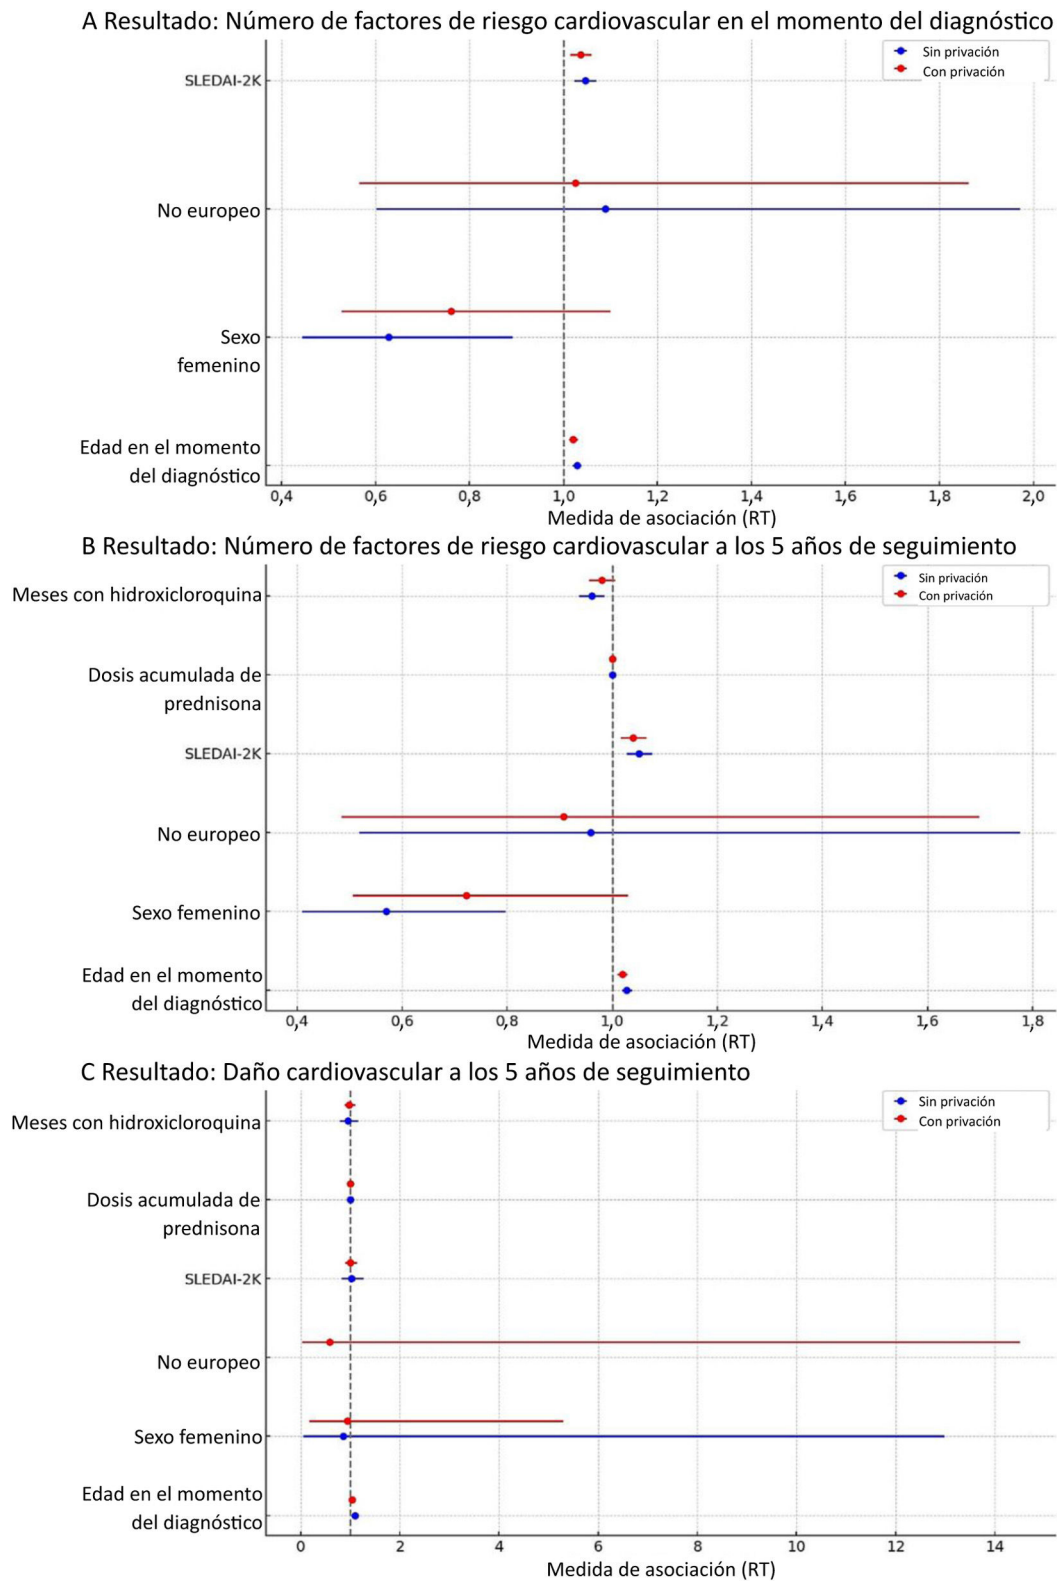 A Resultado: Número de factores de riesgo cardiovascular en el momento del diagnóstico
Sin privación
Con privación
SLEDAI-2K
No europeo
Sexo
femenino
Edad en el momento
del diagnóstico
0,4 0,6 0,8 1,0 1,2 1,4 1,6 1,8 2,0
Medida de asociación (RT)
B Resultado: Número de factores de riesgo cardiovascular a los 5 años de seguimiento
Sin privación
Con privación
Meses con hidroxicloroquina
Dosis acumulada de
prednisona
SLEDAI-2K
No europeo
Sexo femenino
Edad en el momento
del diagnóstico
0,4 0,6 0,8 1,0 1,2 1,4 1,6 1,8
Medida de asociación (RT)
C Resultado: Daño cardiovascular a los 5 años de seguimiento
Sin privación
Con privación
Meses con hidroxicloroquina
Dosis acumulada de
prednisona
SLEDAI-2K
No europeo
Sexo femenino
Edad en el momento
del diagnóstico
0 2 4 6 8 10 12 14
Medida de asociación (RT)